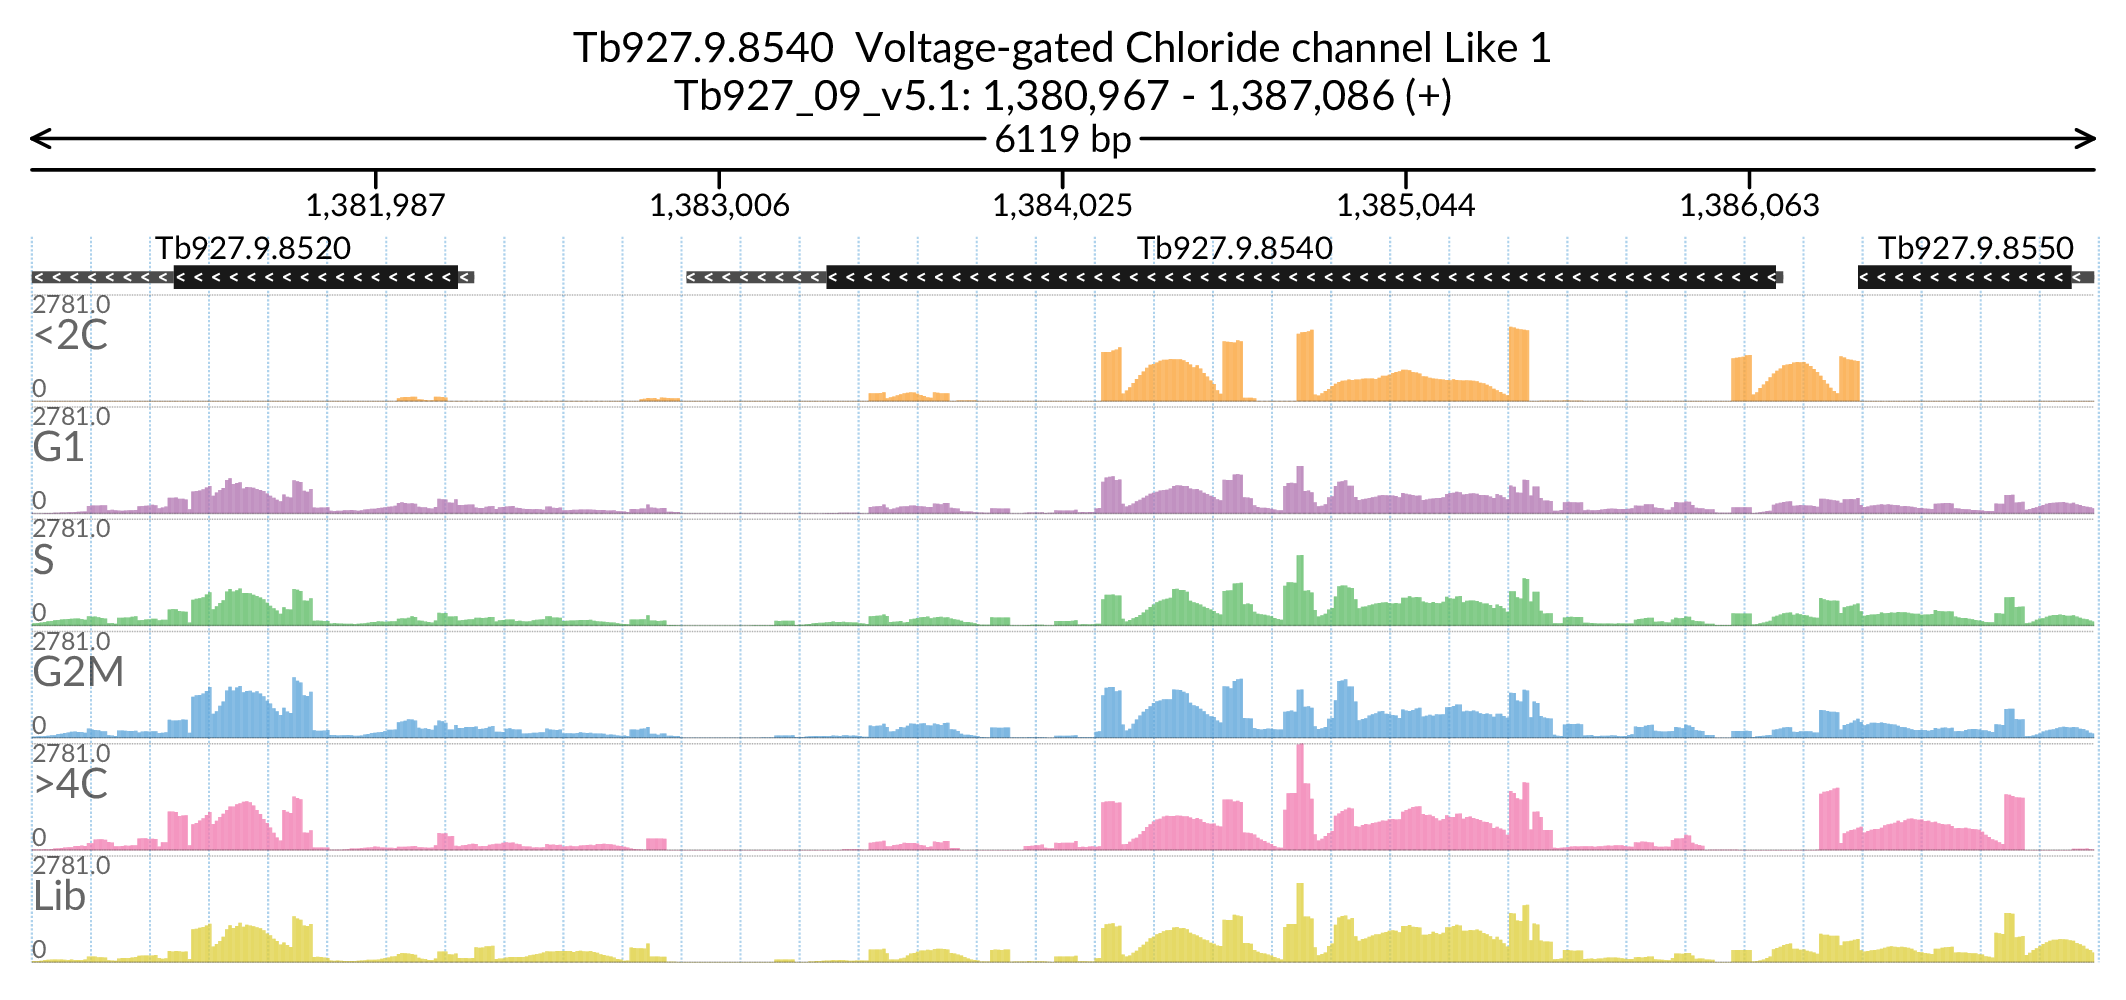 Tb927.9.8540  Voltage-gated Chloride channel Like 1
Tb927_09_v5.1: 1,380,967 - 1,387,086 (+)
6119 bp
1,381,987 1,383,006 1,384,025 1,385,044 1,386,063
Tb927.9.8520 Tb927.9.8540 Tb927.9.8550
2781.0
<2C
0
2781.0
G1
0
2781.0
S
0
2781.0
G2M
0
2781.0
>4C
0
2781.0
Lib
0